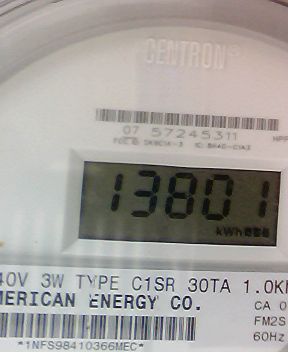 CENTRON®
07 57245311
13801
kWh
40V 3W TYPE C1SR 30TA 1.0K
MERICAN ENERGY CO.
CA 0
FM2S
60Hz
*1NFS98410366MEC*